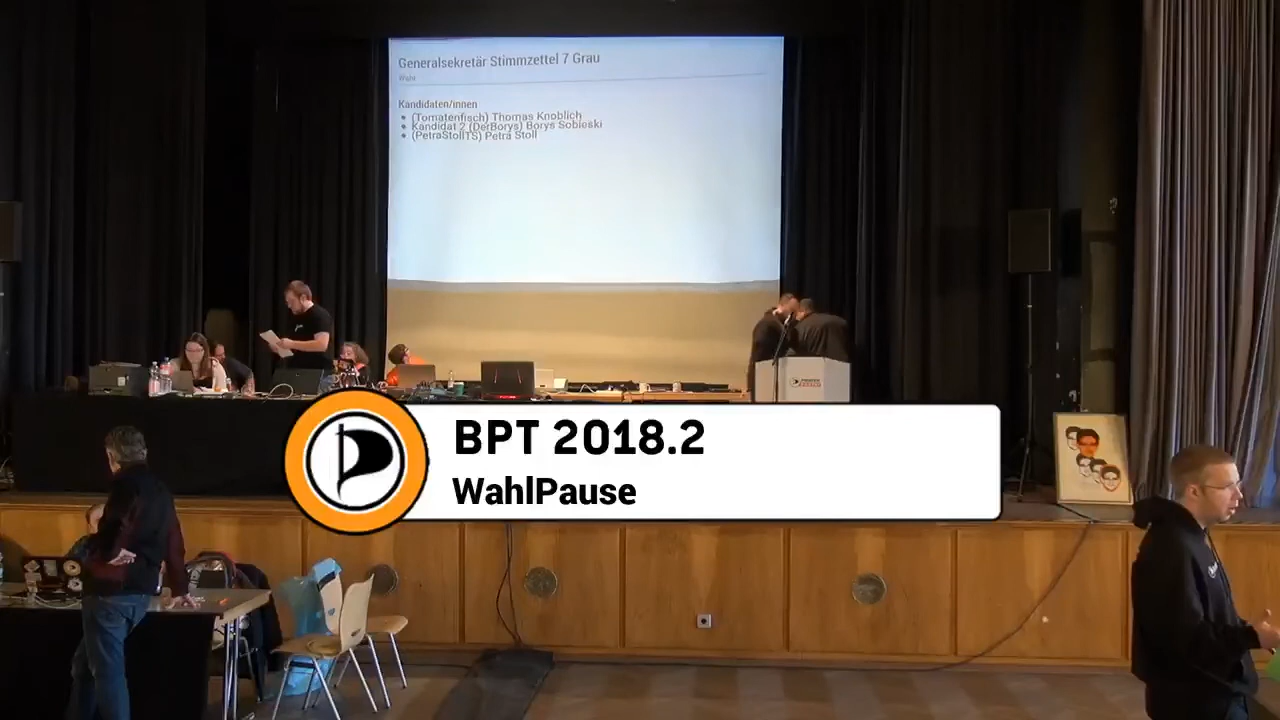 Generalsekretär Stimmzettel 7 Grau
Wahl
Kandidaten/innen
(Tomatenfisch) Thomas Knoblich
Kandidat 2 (DerBorys) Borys Sobieski
(PetraStollTS) Petra Stoll
BPT 2018.2
WahlPause